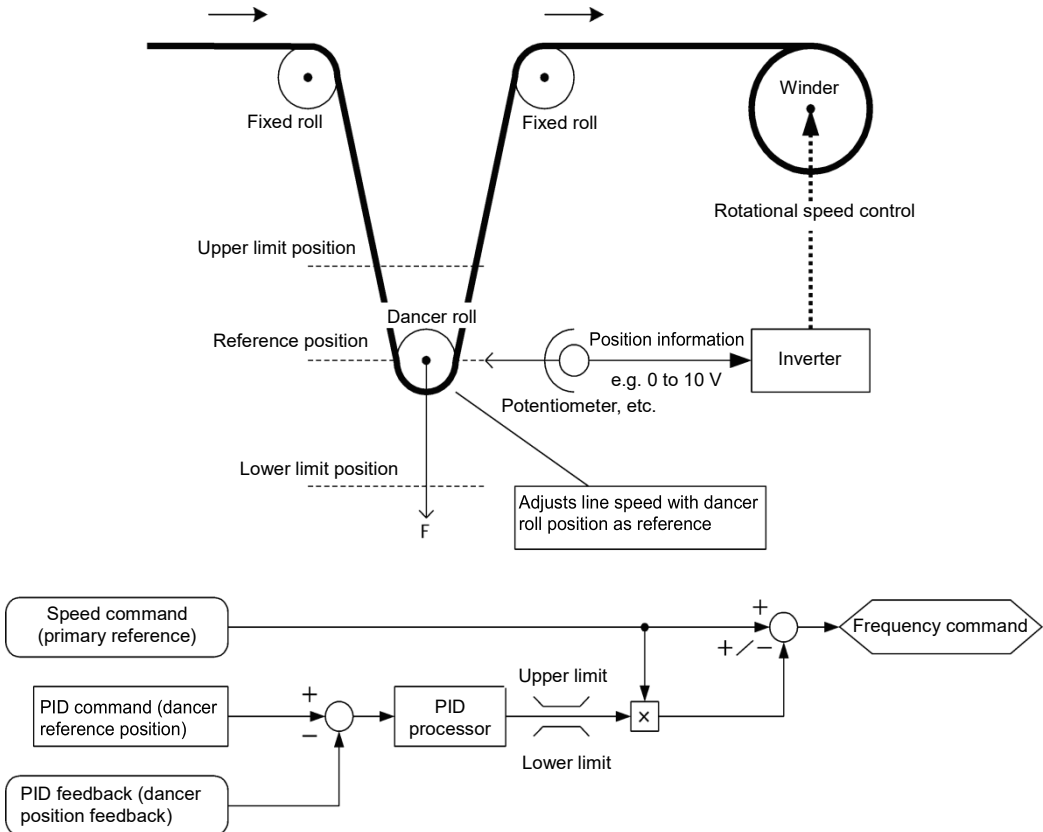 Fixed roll
Fixed roll
Winder
Rotational speed control
Upper limit position
Dancer roll
Reference position
Position information
e.g. 0 to 10 V
Inverter
Potentiometer, etc.
Lower limit position
Adjusts line speed with dancer
roll position as reference
F
Speed command
(primary reference)
+
+/−
Frequency command
PID command (dancer
reference position)
+
−
PID
processor
Upper limit
Lower limit
×
PID feedback (dancer
position feedback)